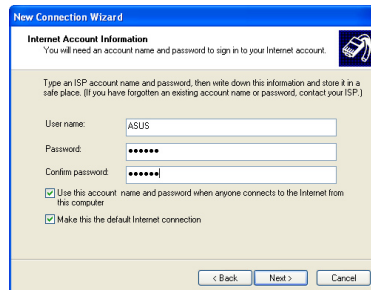 New Connection Wizard
Internet Account Information
You will need an account name and password to sign in to your Internet account.
Type an ISP account name and password, then write down this information and store it in a
safe place. (If you have forgotten an existing account name or password, contact your ISP.)
User name: ASUS
Password: ●●●●●●
Confirm password: ●●●●●●
Use this account name and password when anyone connects to the Internet from
this computer
Make this the default Internet connection
< Back Next > Cancel